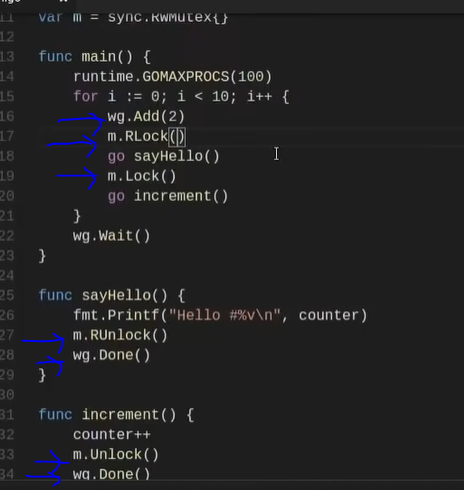 11 var m = sync.RWMutex{}
12
13 func main() {
14     runtime.GOMAXPROCS(100)
15     for i := 0; i < 10; i++ {
16         wg.Add(2)
17         m.RLock()
18         go sayHello()
19         m.Lock()
20         go increment()
21     }
22     wg.Wait()
23 }
24
25 func sayHello() {
26     fmt.Printf("Hello #%v\n", counter)
27     m.RUnlock()
28     wg.Done()
29 }
30
31 func increment() {
32     counter++
33     m.Unlock()
34     wg.Done()